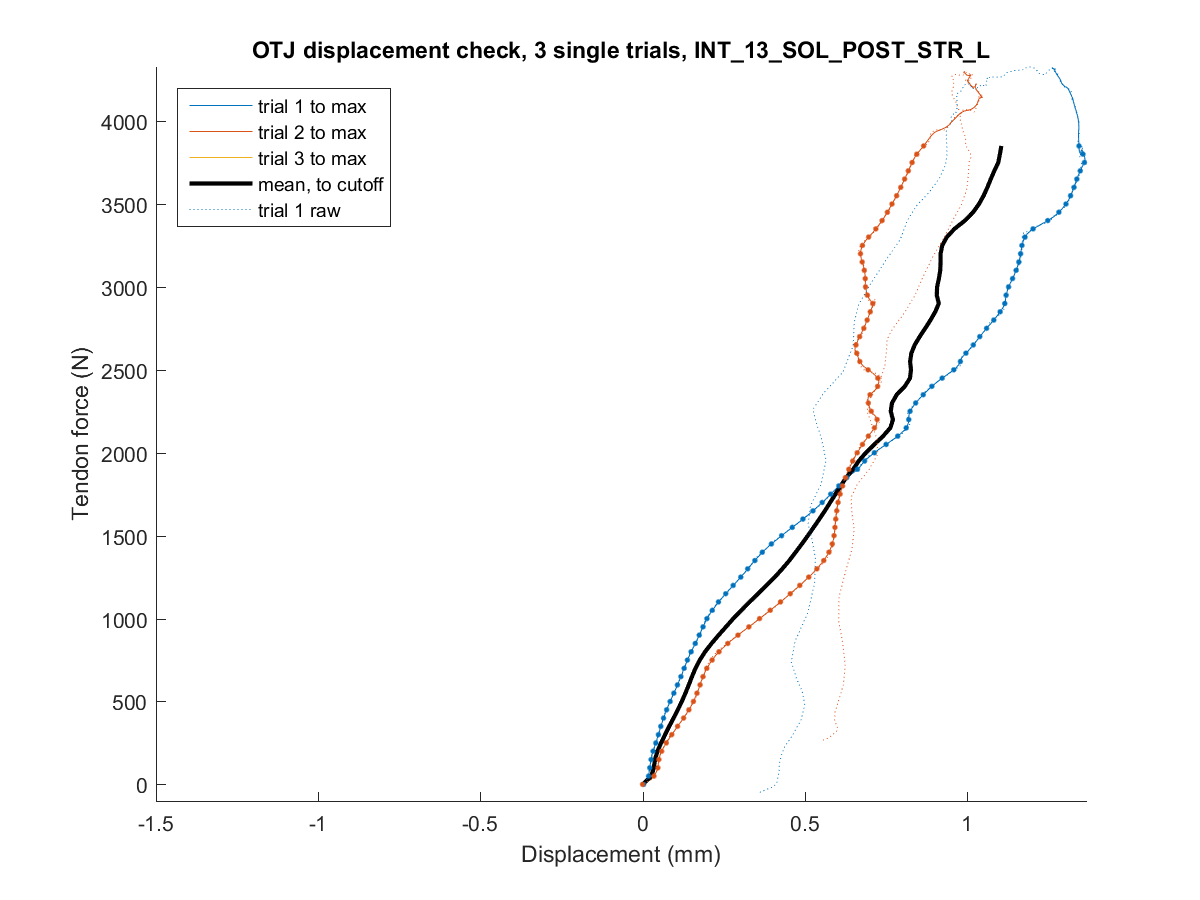 OTJ displacement check, 3 single trials, INT_13_SOL_POST_STR_L
trial 1 to max
trial 2 to max
trial 3 to max
mean, to cutoff
trial 1 raw
4000
3500
3000
2500
2000
1500
1000
500
0
Tendon force (N)
-1.5
-1
-0.5
0
0.5
1
Displacement (mm)